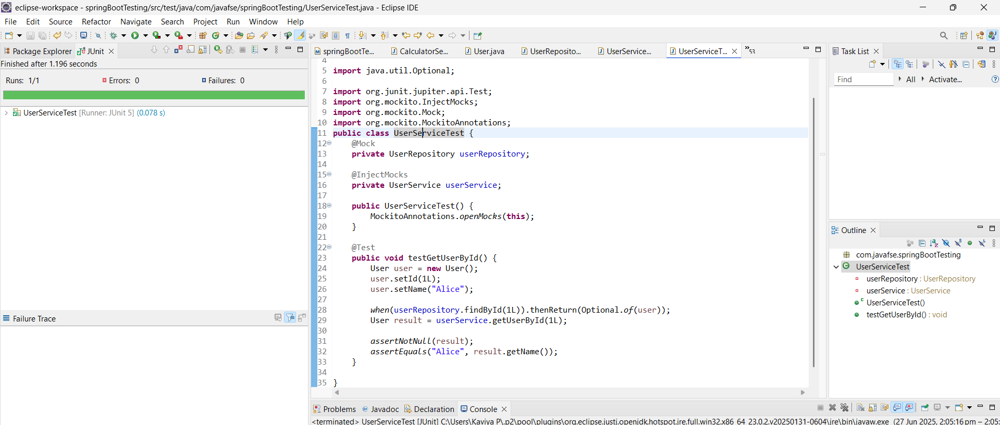 eclipse-workspace - springBootTesting/src/test/java/com/javafse/springBootTesting/UserServiceTest.java - Eclipse IDE
File Edit Source Refactor Navigate Search Project Run Window Help
Package Explorer JUnit
Finished after 1.196 seconds
Runs: 1/1 Errors: 0 Failures: 0
UserServiceTest [Runner: JUnit 5] (0.078 s)
Failure Trace
springBootTe... CalculatorSe... User.java UserReposito... UserService... UserServiceT... »53
4
5 import java.util.Optional;
6
7 import org.junit.jupiter.api.Test;
8 import org.mockito.InjectMocks;
9 import org.mockito.Mock;
10 import org.mockito.MockitoAnnotations;
11 public class UserServiceTest {
12 @Mock
13 private UserRepository userRepository;
14
15 @InjectMocks
16 private UserService userService;
17
18 public UserServiceTest() {
19 MockitoAnnotations.openMocks(this);
20 }
21
22 @Test
23 public void testGetUserById() {
24 User user = new User();
25 user.setId(1L);
26 user.setName("Alice");
27
28 when(userRepository.findById(1L)).thenReturn(Optional.of(user));
29 User result = userService.getUserById(1L);
30
31 assertNotNull(result);
32 assertEquals("Alice", result.getName());
33 }
34
35 }
Task List
Find All Activate...
Outline
com.javafse.springBootTesting
UserServiceTest
userRepository : UserRepository
userService : UserService
UserServiceTest()
testGetUserById() : void
Problems Javadoc Declaration Console
<terminated> UserServiceTest [JUnit] C:\Users\Kaviya P\.p2\pool\plugins\org.eclipse.justj.openjdk.hotspot.jre.full.win32.x86_64_23.0.2.v20250131-0604\jre\bin\javaw.exe (27 Jun 2025, 2:05:16 pm – 2:05: